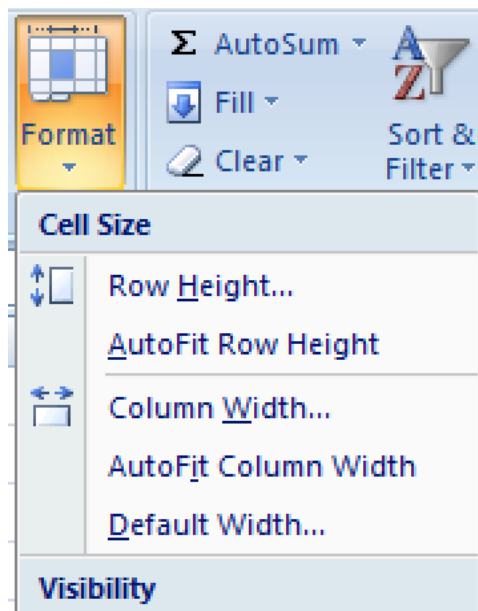 Format
Σ AutoSum
Fill
Clear
Sort &
Filter
Cell Size
Row Height...
AutoFit Row Height
Column Width...
AutoFit Column Width
Default Width...
Visibility